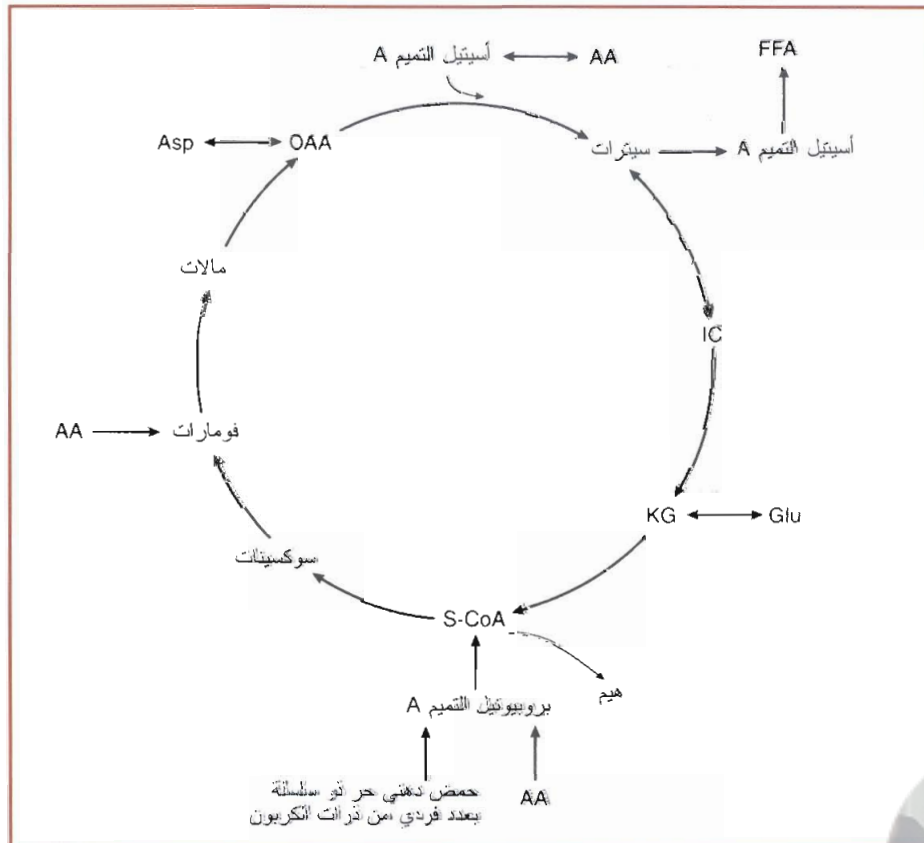 FFA
أسيتيل التميم A
AA
Asp
OAA
سيترات
أسيتيل التميم A
مالات
IC
AA
فومارات
KG
Glu
سوكسينات
S-CoA
هيم
بروبيونيل التميم A
حمض دهني حر ذو سلسلة
بعدد فردي من ذرات الكربون
AA